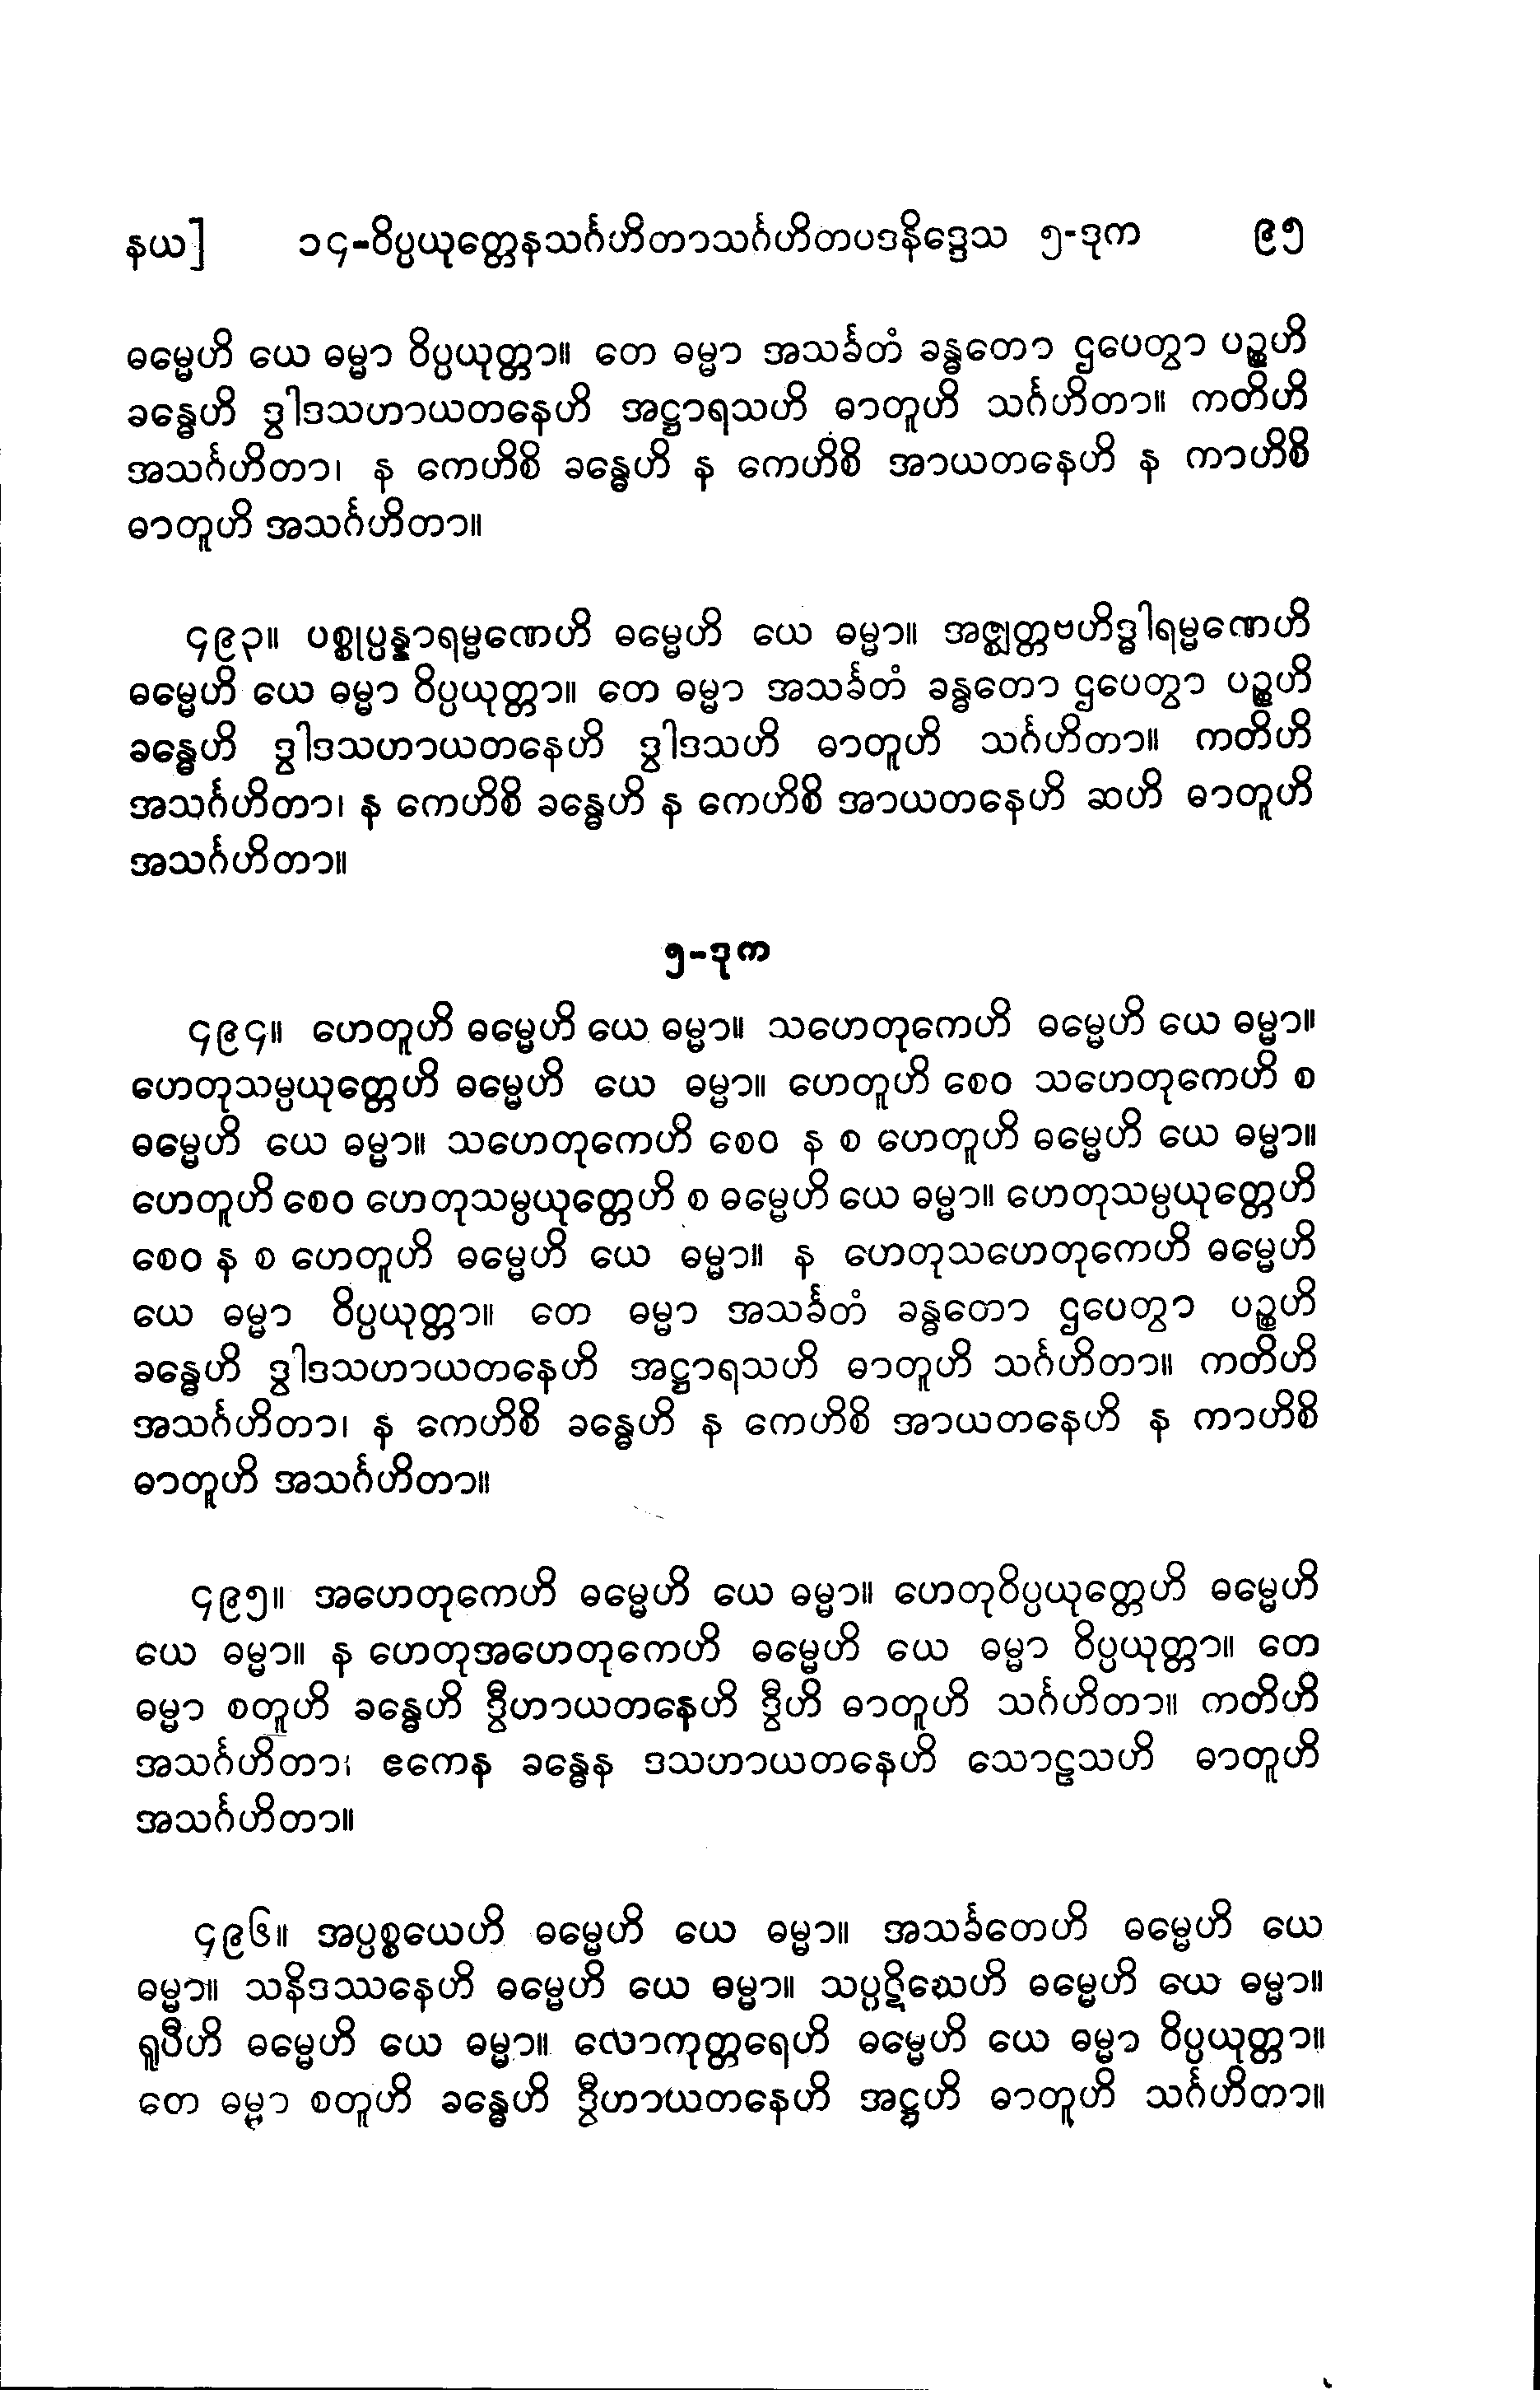 နယ] ၁၄-ဝိပ္ပယုတ္တေနသင်္ဂဟိတာသင်္ဂဟိတပဒနိဒ္ဒေသ ၅-ဒုက ၉၅
ဓမ္မေဟိ ယေ ဓမ္မာ ဝိပ္ပယုတ္တာ။ တေ ဓမ္မာ အသင်္ခတံ ခန္ဓတော ဌပေတွာ ပဉ္စဟိ
ခန္ဓေဟိ ဒွါဒသဟာယတနေဟိ အဋ္ဌာရသဟိ ဓာတူဟိ သင်္ဂဟိတာ။ ကတိဟိ
အသင်္ဂဟိတာ၊ န ကေဟိစိ ခန္ဓေဟိ န ကေဟိစိ အာယတနေဟိ န ကာဟိစိ
ဓာတူဟိ အသင်္ဂဟိတာ။
၄၉၃။ ပစ္စုပ္ပန္နာရမ္မဏေဟိ ဓမ္မေဟိ ယေ ဓမ္မာ။ အဇ္ဈတ္တဗဟိဒ္ဓါရမ္မဏေဟိ
ဓမ္မေဟိ ယေ ဓမ္မာ ဝိပ္ပယုတ္တာ။ တေ ဓမ္မာ အသင်္ခတံ ခန္ဓတော ဌပေတွာ ပဉ္စဟိ
ခန္ဓေဟိ ဒွါဒသဟာယတနေဟိ ဒွါဒသဟိ ဓာတူဟိ သင်္ဂဟိတာ။ ကတိဟိ
အသင်္ဂဟိတာ၊ န ကေဟိစိ ခန္ဓေဟိ န ကေဟိစိ အာယတနေဟိ ဆဟိ ဓာတူဟိ
အသင်္ဂဟိတာ။
၅-ဒုက
၄၉၄။ ဟေတူဟိ ဓမ္မေဟိ ယေ ဓမ္မာ။ သဟေတုကေဟိ ဓမ္မေဟိ ယေ ဓမ္မာ။
ဟေတုသမ္ပယုတ္တေဟိ ဓမ္မေဟိ ယေ ဓမ္မာ။ ဟေတူဟိ စေဝ သဟေတုကေဟိ စ
ဓမ္မေဟိ ယေ ဓမ္မာ။ သဟေတုကေဟိ စေဝ န စ ဟေတူဟိ ဓမ္မေဟိ ယေ ဓမ္မာ။
ဟေတူဟိ စေဝ ဟေတုသမ္ပယုတ္တေဟိ စ ဓမ္မေဟိ ယေ ဓမ္မာ။ ဟေတုသမ္ပယုတ္တေဟိ
စေဝ န စ ဟေတူဟိ ဓမ္မေဟိ ယေ ဓမ္မာ။ န ဟေတုသဟေတုကေဟိ ဓမ္မေဟိ
ယေ ဓမ္မာ ဝိပ္ပယုတ္တာ။ တေ ဓမ္မာ အသင်္ခတံ ခန္ဓတော ဌပေတွာ ပဉ္စဟိ
ခန္ဓေဟိ ဒွါဒသဟာယတနေဟိ အဋ္ဌာရသဟိ ဓာတူဟိ သင်္ဂဟိတာ။ ကတိဟိ
အသင်္ဂဟိတာ၊ န ကေဟိစိ ခန္ဓေဟိ န ကေဟိစိ အာယတနေဟိ န ကာဟိစိ
ဓာတူဟိ အသင်္ဂဟိတာ။
၄၉၅။ အဟေတုကေဟိ ဓမ္မေဟိ ယေ ဓမ္မာ။ ဟေတုဝိပ္ပယုတ္တေဟိ ဓမ္မေဟိ
ယေ ဓမ္မာ။ န ဟေတုအဟေတုကေဟိ ဓမ္မေဟိ ယေ ဓမ္မာ ဝိပ္ပယုတ္တာ။ တေ
ဓမ္မာ စတူဟိ ခန္ဓေဟိ ဒွီဟာယတနေဟိ ဒွီဟိ ဓာတူဟိ သင်္ဂဟိတာ။ ကတိဟိ
အသင်္ဂဟိတာ၊ ဧကေန ခန္ဓေန ဒသဟာယတနေဟိ သောဠသဟိ ဓာတူဟိ
အသင်္ဂဟိတာ။
၄၉၆။ အပ္ပစ္စယေဟိ ဓမ္မေဟိ ယေ ဓမ္မာ။ အသင်္ခတေဟိ ဓမ္မေဟိ ယေ
ဓမ္မာ။ သနိဒဿနေဟိ ဓမ္မေဟိ ယေ ဓမ္မာ။ သပ္ပဋိဃေဟိ ဓမ္မေဟိ ယေ ဓမ္မာ။
ရူပီဟိ ဓမ္မေဟိ ယေ ဓမ္မာ။ လောကုတ္တရေဟိ ဓမ္မေဟိ ယေ ဓမ္မာ ဝိပ္ပယုတ္တာ။
တေ ဓမ္မာ စတူဟိ ခန္ဓေဟိ ဒွီဟာယတနေဟိ အဋ္ဌဟိ ဓာတူဟိ သင်္ဂဟိတာ။